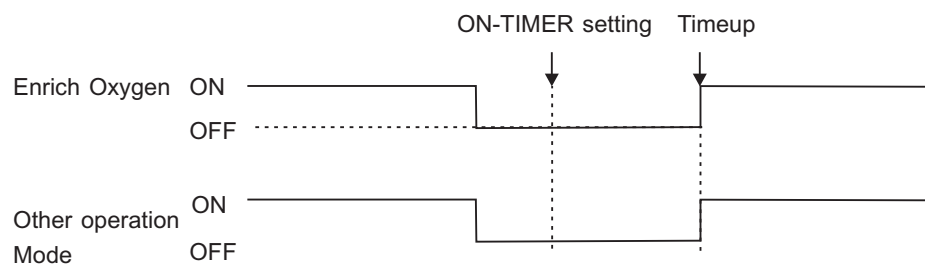 ON-TIMER setting Timeup
Enrich Oxygen ON
OFF
ON
Other operation
Mode
OFF